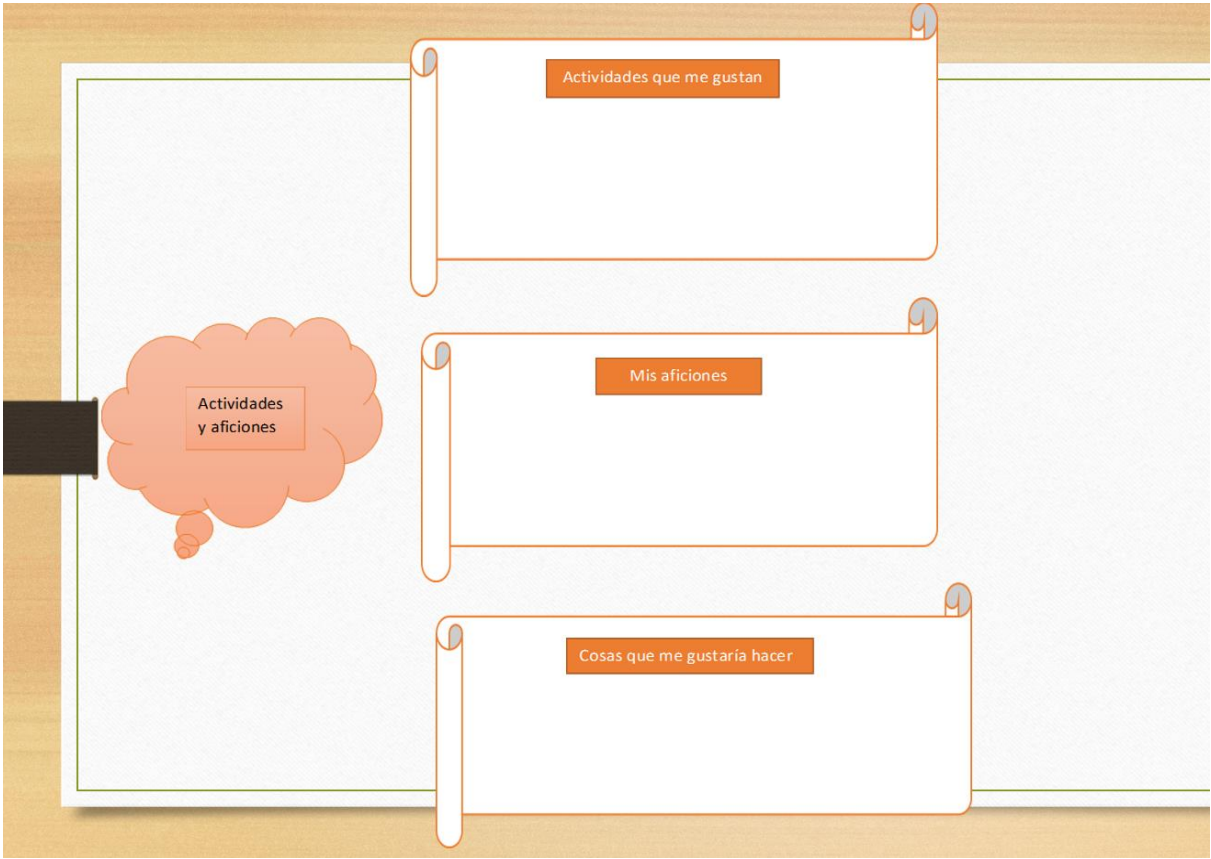 Actividades que me gustan
Actividades
y aficiones
Mis aficiones
Cosas que me gustaría hacer